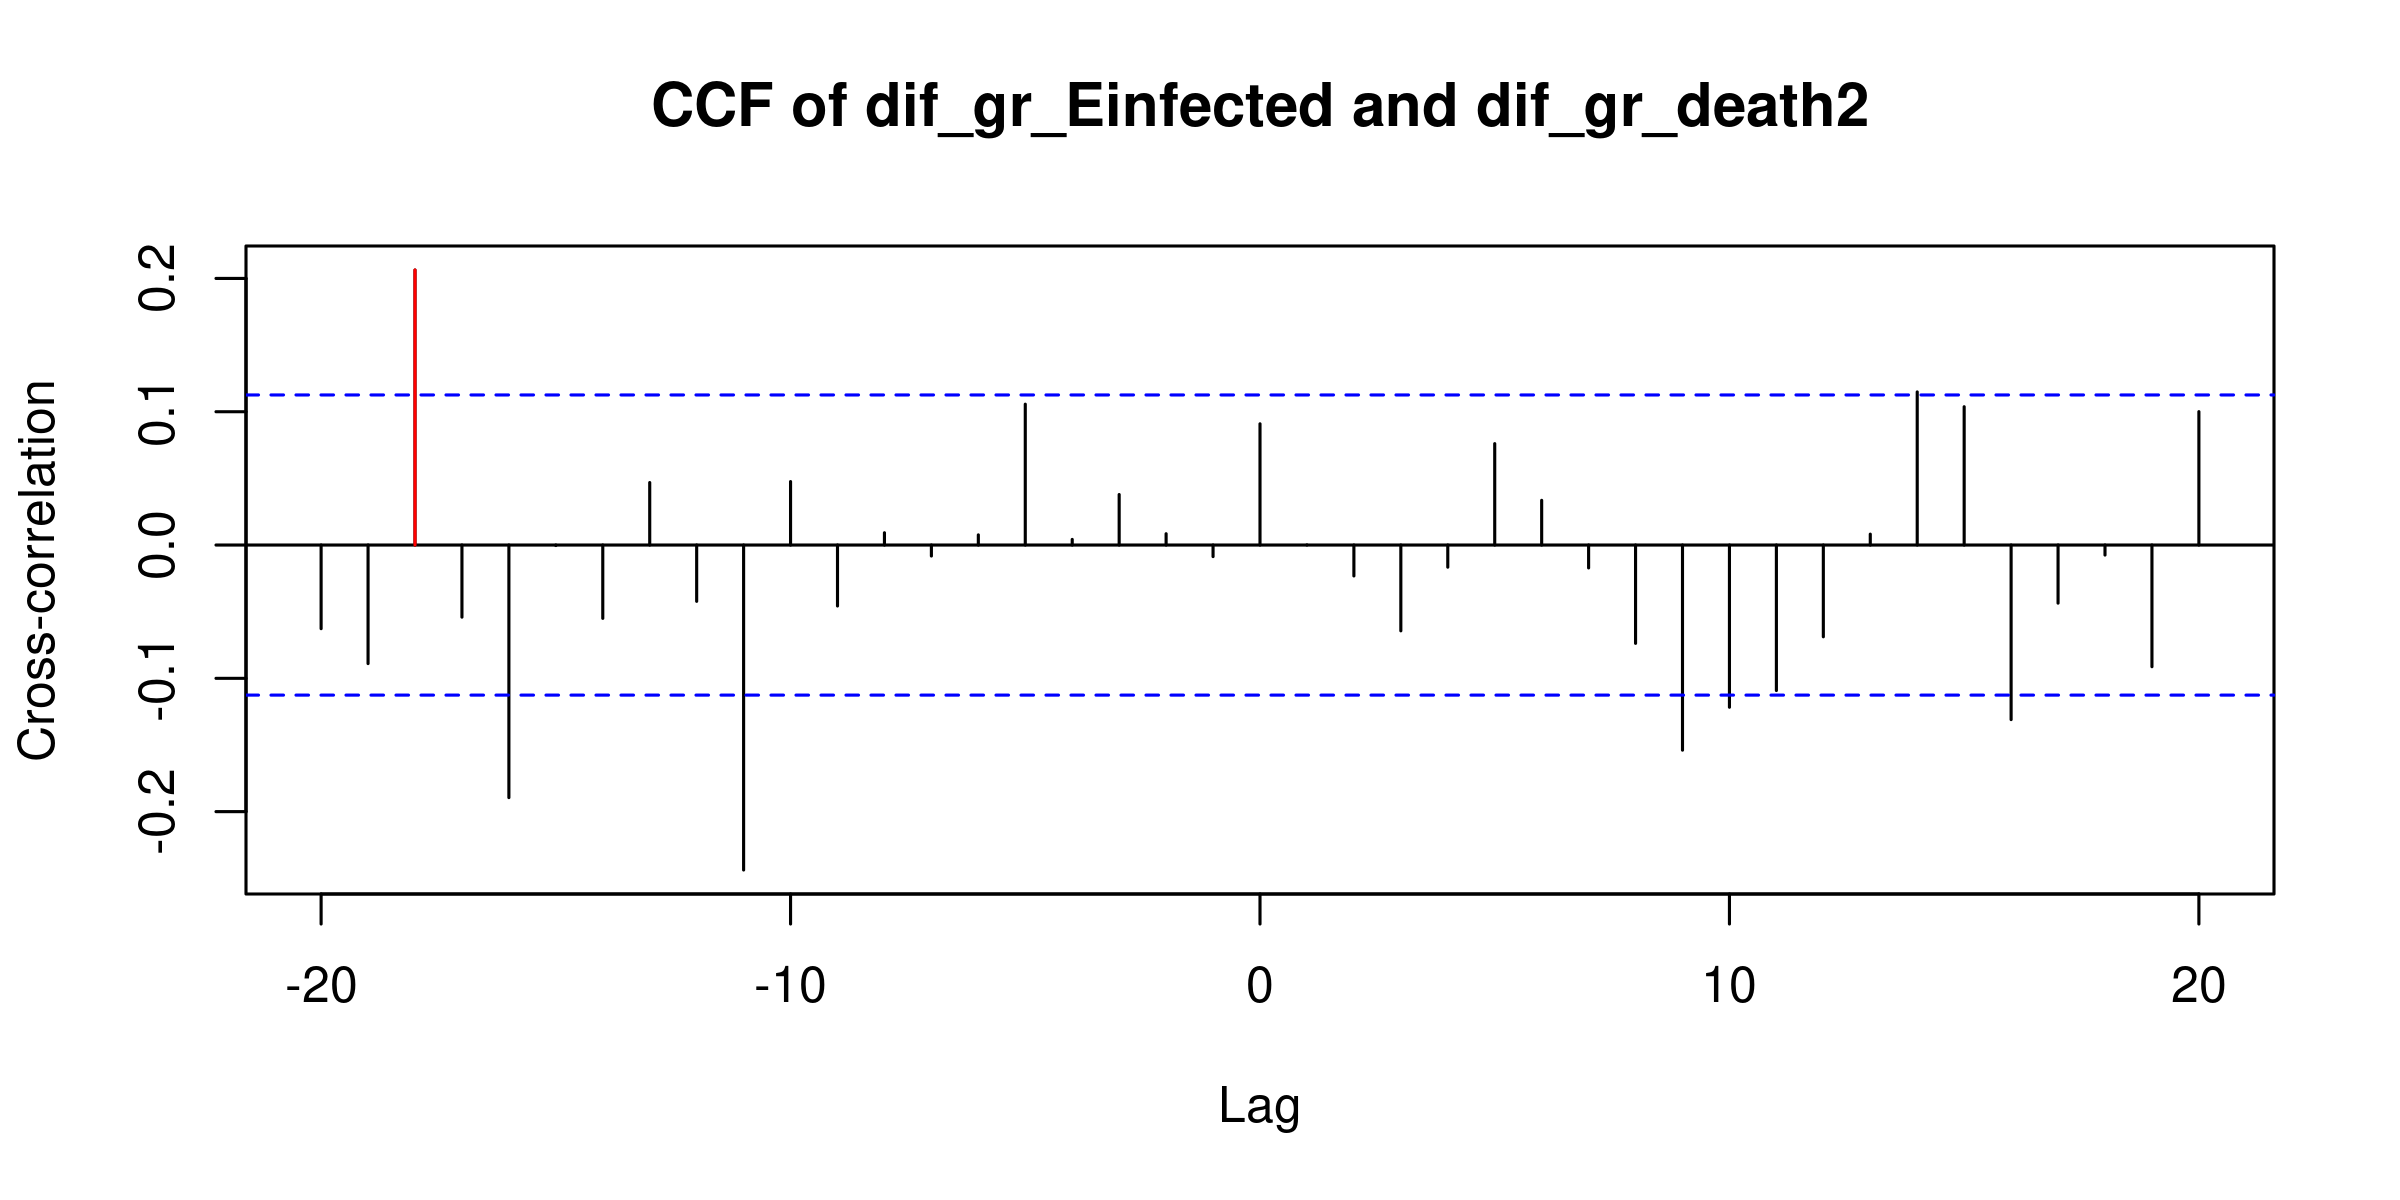 CCF of dif_gr_Einfected and dif_gr_death2
Cross-correlation
0.2
0.1
0.0
-0.1
-0.2
-20 -10 0 10 20
Lag